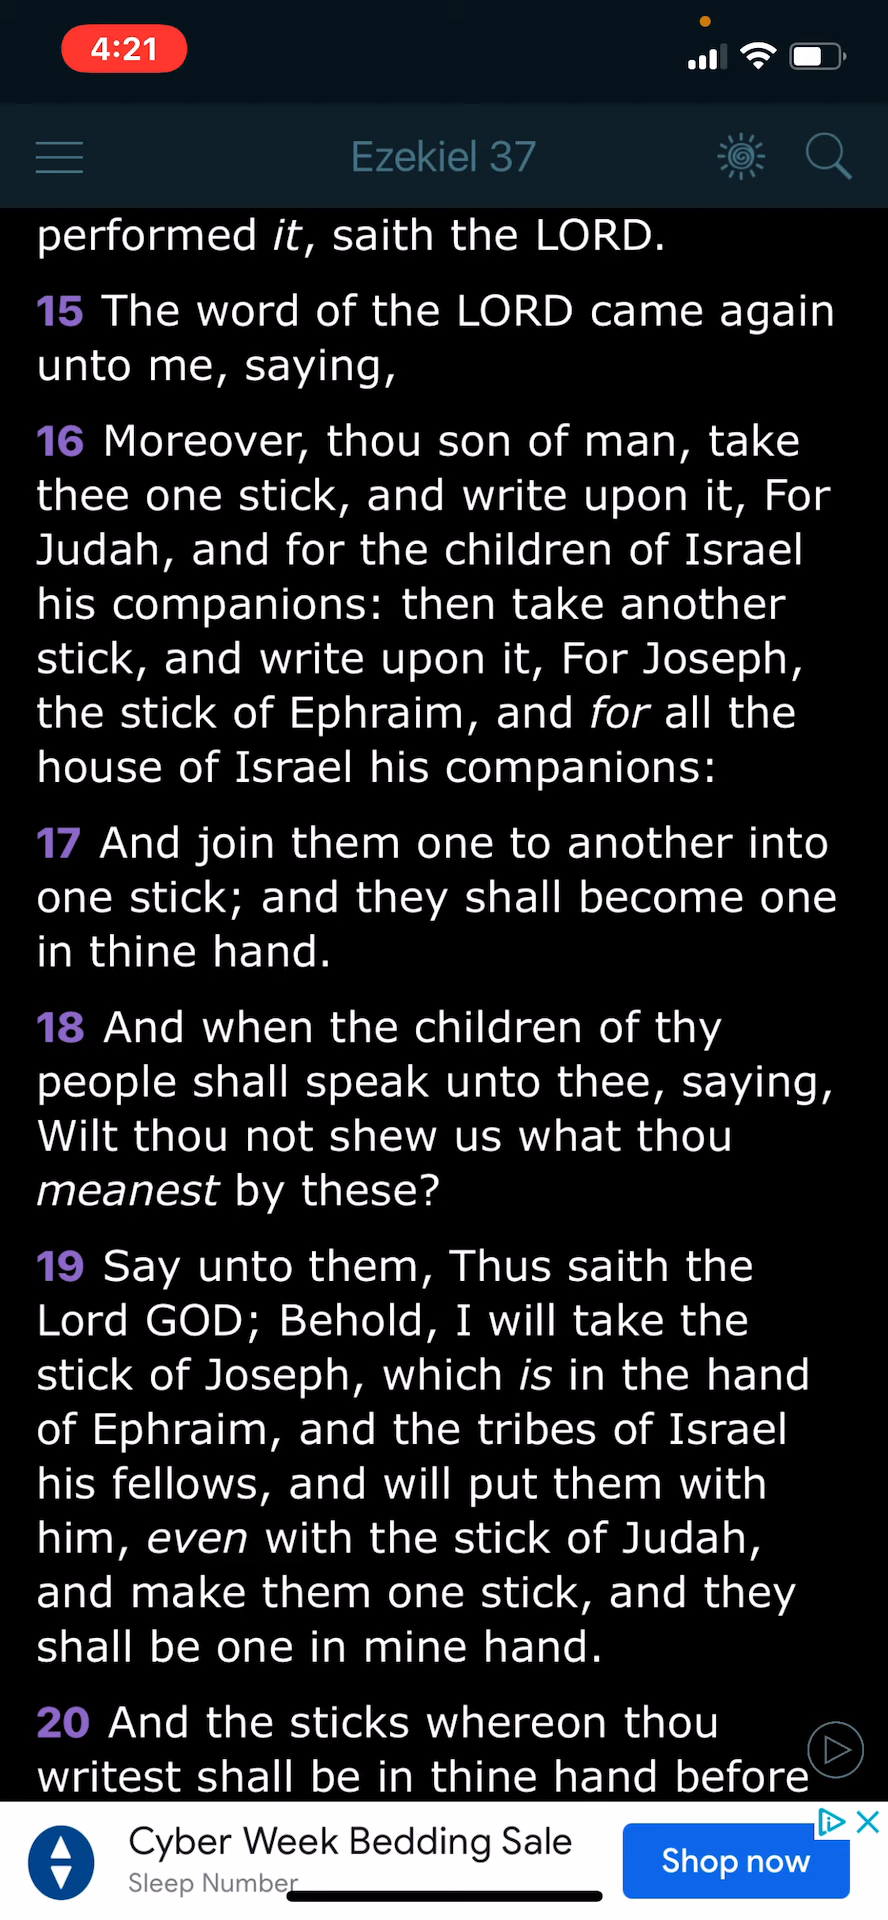 4:21
Ezekiel 37
performed it, saith the LORD.
15 The word of the LORD came again
unto me, saying,
16 Moreover, thou son of man, take
thee one stick, and write upon it, For
Judah, and for the children of Israel
his companions: then take another
stick, and write upon it, For Joseph,
the stick of Ephraim, and for all the
house of Israel his companions:
17 And join them one to another into
one stick; and they shall become one
in thine hand.
18 And when the children of thy
people shall speak unto thee, saying,
Wilt thou not shew us what thou
meanest by these?
19 Say unto them, Thus saith the
Lord GOD; Behold, I will take the
stick of Joseph, which is in the hand
of Ephraim, and the tribes of Israel
his fellows, and will put them with
him, even with the stick of Judah,
and make them one stick, and they
shall be one in mine hand.
20 And the sticks whereon thou
writest shall be in thine hand before
Cyber Week Bedding Sale
Sleep Number
Shop now